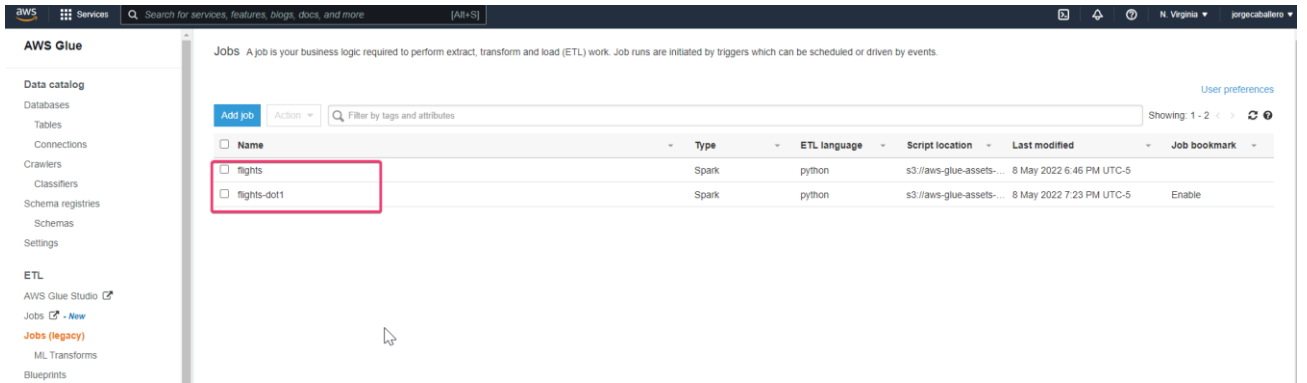 aws Services Search for services, features, blogs, docs, and more [Alt+S] N. Virginia jorgecaballero
AWS Glue
Data catalog
Databases
Tables
Connections
Crawlers
Classifiers
Schema registries
Schemas
Settings
ETL
AWS Glue Studio
Jobs - New
Jobs (legacy)
ML Transforms
Blueprints
Jobs A job is your business logic required to perform extract, transform and load (ETL) work. Job runs are initiated by triggers which can be scheduled or driven by events.
User preferences
Add job Action Filter by tags and attributes Showing: 1 - 2
Name Type ETL language Script location Last modified Job bookmark
flights Spark python s3://aws-glue-assets-... 8 May 2022 6:46 PM UTC-5
flights-dot1 Spark python s3://aws-glue-assets-... 8 May 2022 7:23 PM UTC-5 Enable